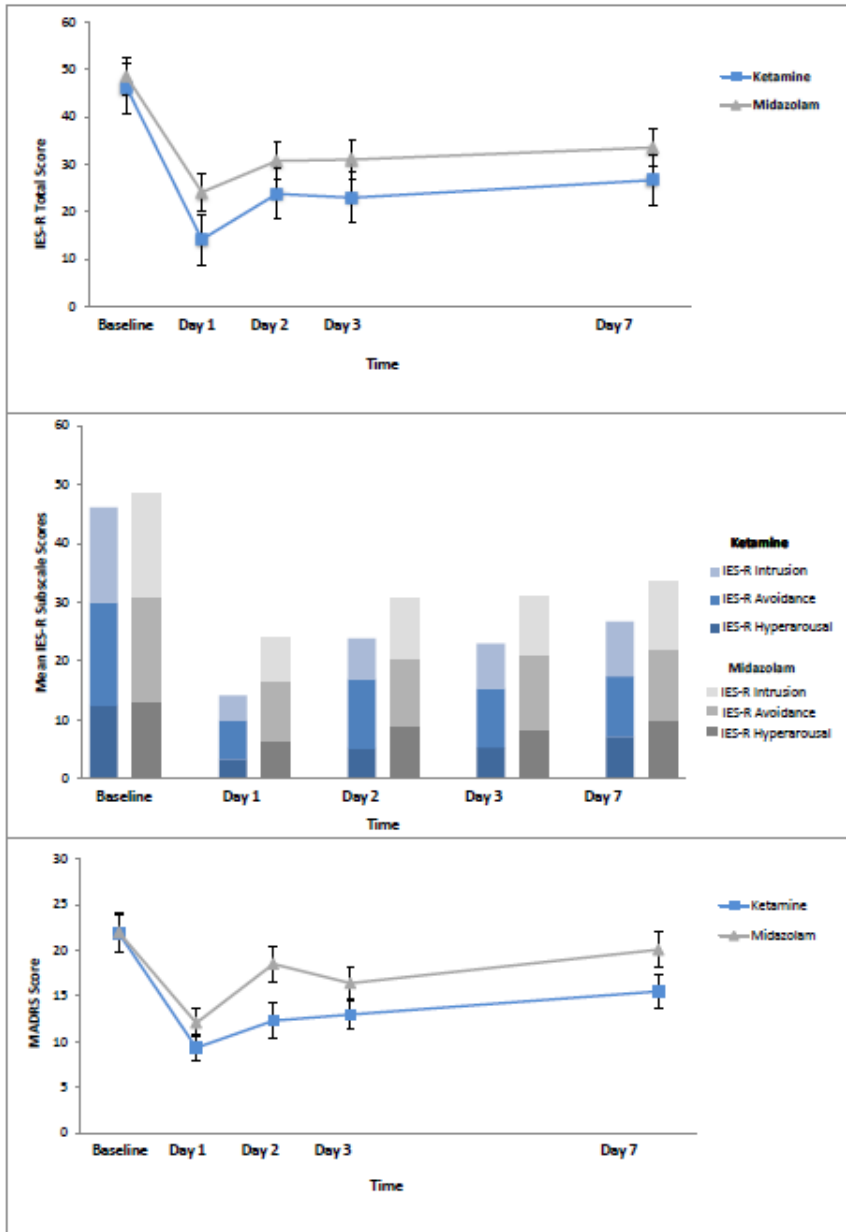 60
50
40
30
20
10
0
IES-R Total Score
Ketamine
Midazolam
Baseline Day 1 Day 2 Day 3 Day 7
Time
60
50
40
30
20
10
0
Mean IES-R Subscale Scores
Ketamine
IES-R Intrusion
IES-R Avoidance
IES-R Hyperarousal
Midazolam
IES-R Intrusion
IES-R Avoidance
IES-R Hyperarousal
Baseline Day 1 Day 2 Day 3 Day 7
Time
30
25
20
15
10
5
0
MADRS Score
Ketamine
Midazolam
Baseline Day 1 Day 2 Day 3 Day 7
Time